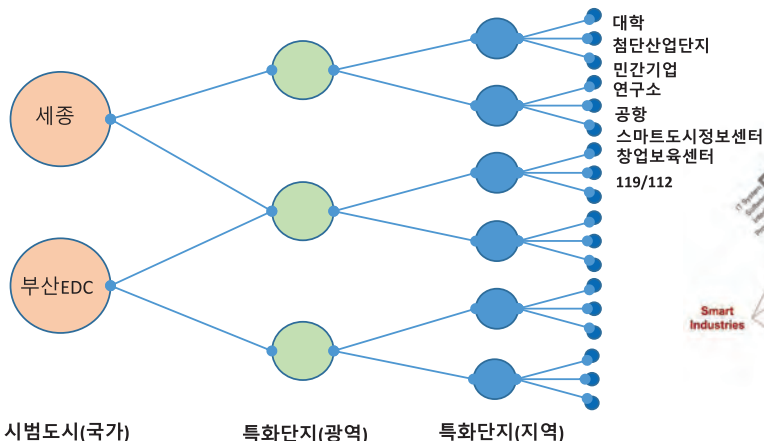 대학
첨단산업단지
민간기업
연구소
공항
스마트도시정보센터
창업보육센터
119/112
세종
부산EDC
Smart
Industries
시범도시(국가)
특화단지(광역)
특화단지(지역)